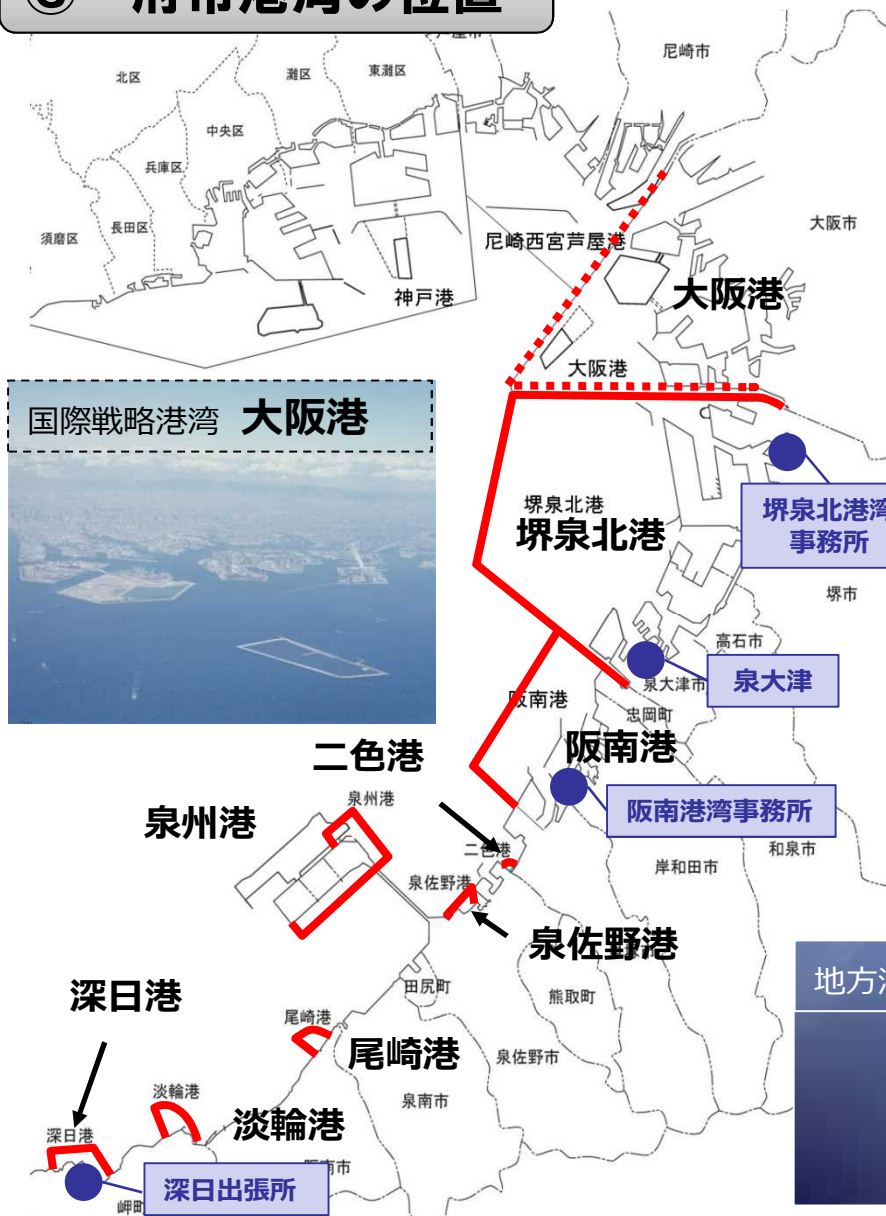 港湾の位置
尼崎市
北区
灘区
東灘区
中央区
兵庫区
長田区
須磨区
大阪市
尼崎西宮芦屋港
神戸港
大阪港
大阪港
国際戦略港湾 大阪港
堺泉北港
堺泉北港
堺泉北港湾
事務所
堺市
高石市
泉大津市
泉大津
忠岡町
阪南港
阪南港
阪南港湾事務所
二色港
二色港
泉州港
泉州港
岸和田市
和泉市
泉佐野港
泉佐野港
田尻町
熊取町
泉佐野市
地方
深日港
尾崎港
尾崎港
泉南市
淡輪港
淡輪港
深日港
深日出張所
岬町